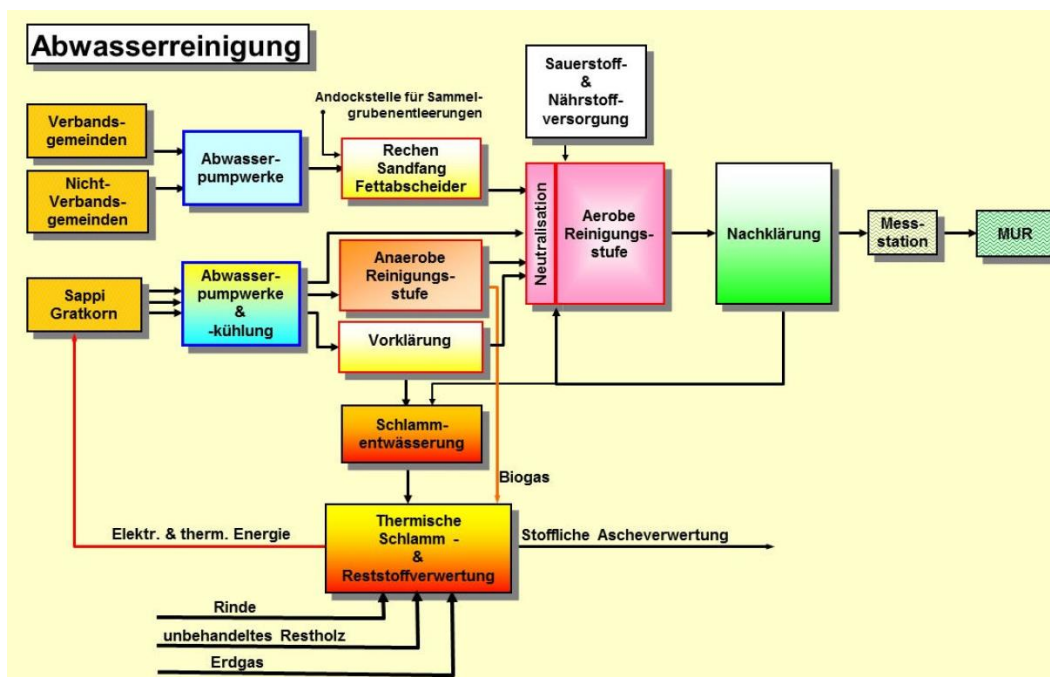 Abwasserreinigung
Sauerstoff-
&
Nährstoff-
versorgung
Andockstelle für Sammel-
grubenentleerungen
Verbands-
gemeinden
Nicht-
Verbands-
gemeinden
Abwasser-
pumpwerke
Rechen
Sandfang
Fettabscheider
Neutralisation
Aerobe
Reinigungs-
stufe
Nachklärung
Mess-
station
MUR
Sappi
Gratkorn
Abwasser-
pumpwerke
&
-kühlung
Anaerobe
Reinigungs-
stufe
Vorklärung
Schlamm-
entwässerung
Biogas
Thermische
Schlamm -
&
Reststoffverwertung
Elektr. & therm. Energie
Stoffliche Ascheverwertung
Rinde
unbehandeltes Restholz
Erdgas